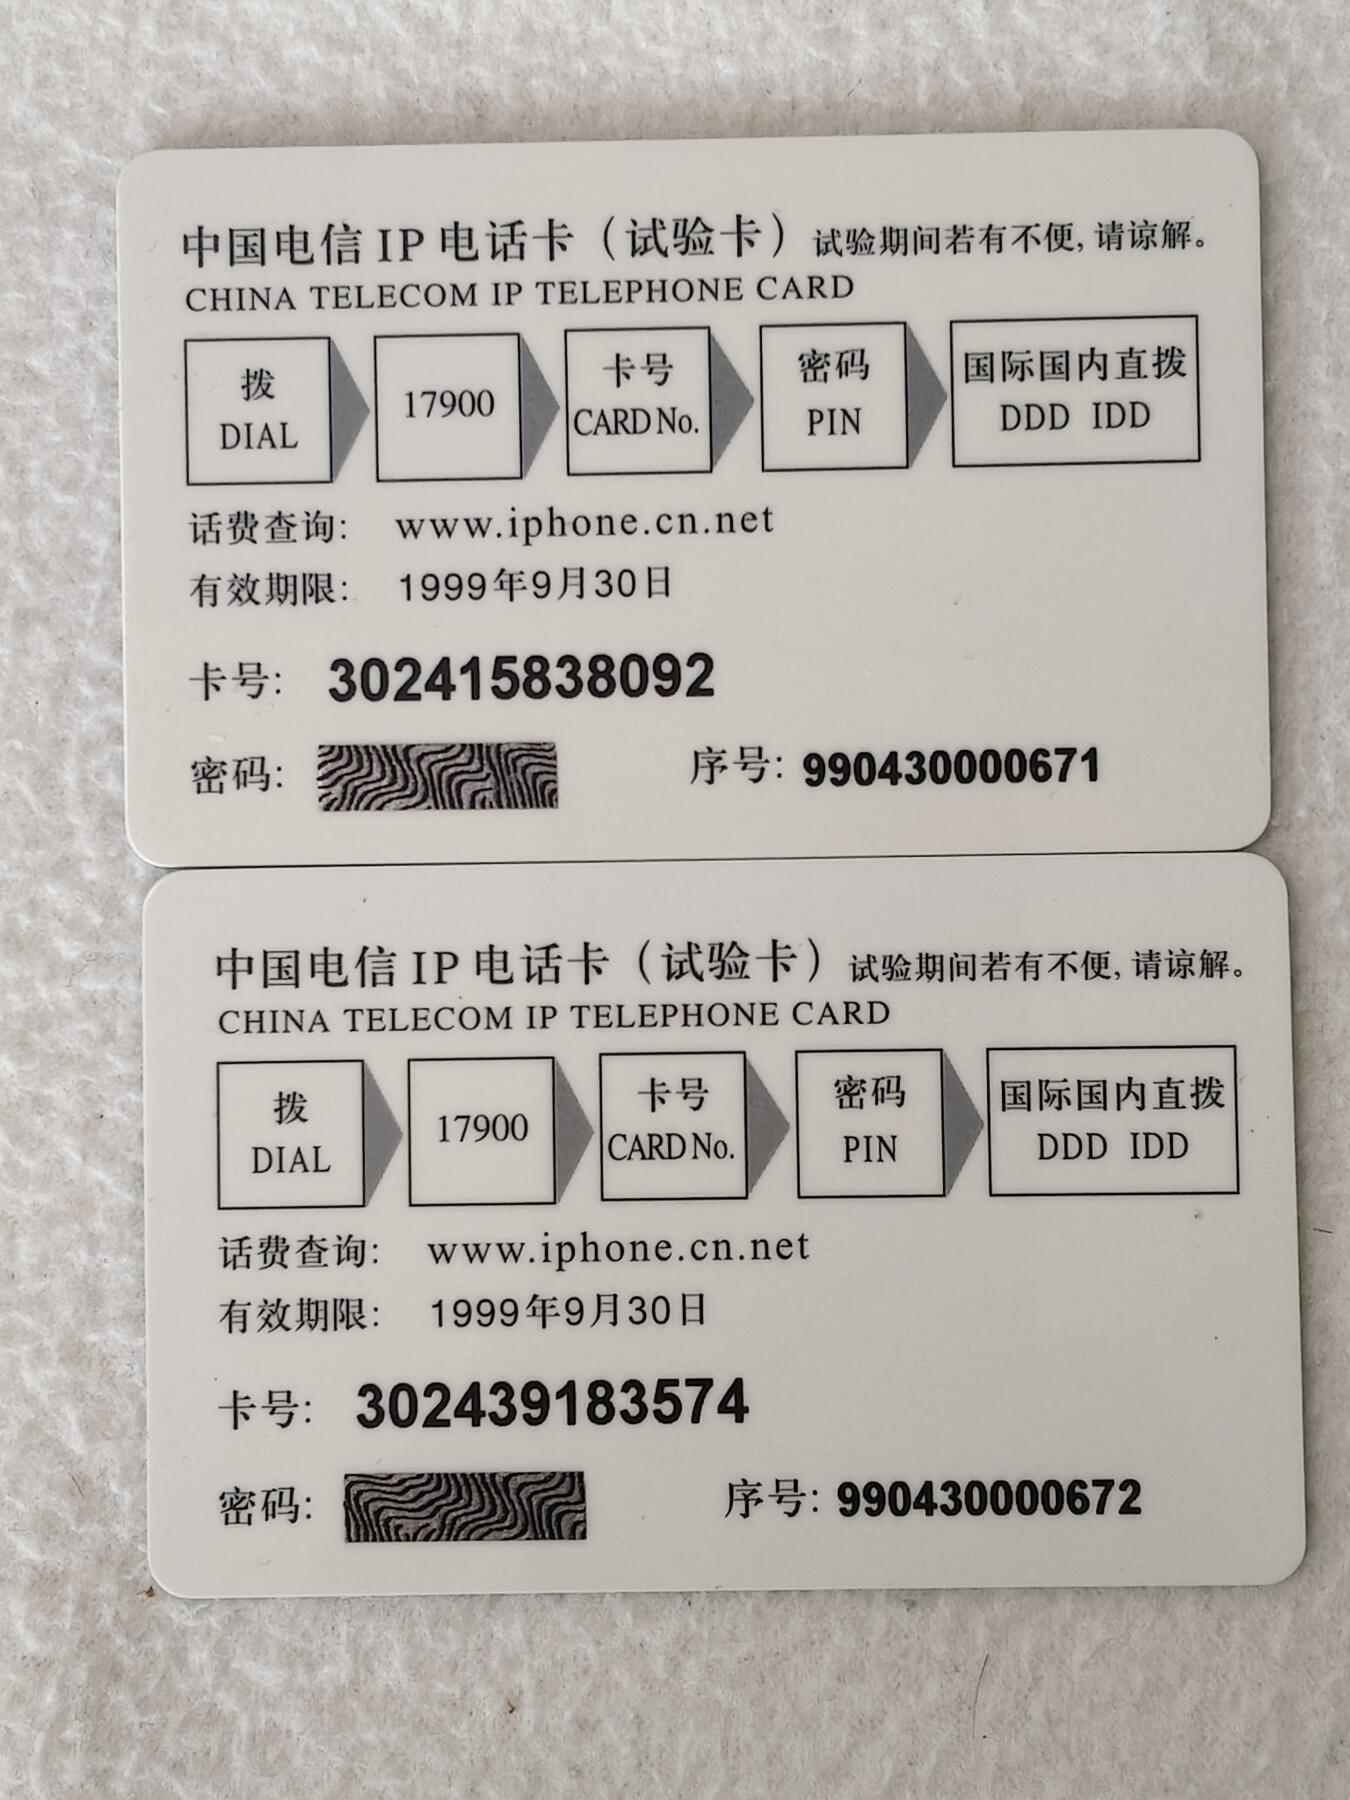 中国电信 IP 电话卡（试验卡）试验期间若有不便, 请谅解。
CHINA TELECOM IP TELEPHONE CARD
拨 DIAL 17900 卡号 CARD No. 密码 PIN 国际国内直拨 DDD IDD
话费查询: www.iphone.cn.net
有效期限: 1999年9月30日
卡号: 302415838092
密码: 序号: 990430000671
中国电信 IP 电话卡（试验卡）试验期间若有不便, 请谅解。
CHINA TELECOM IP TELEPHONE CARD
拨 DIAL 17900 卡号 CARD No. 密码 PIN 国际国内直拨 DDD IDD
话费查询: www.iphone.cn.net
有效期限: 1999年9月30日
卡号: 302439183574
密码: 序号: 990430000672